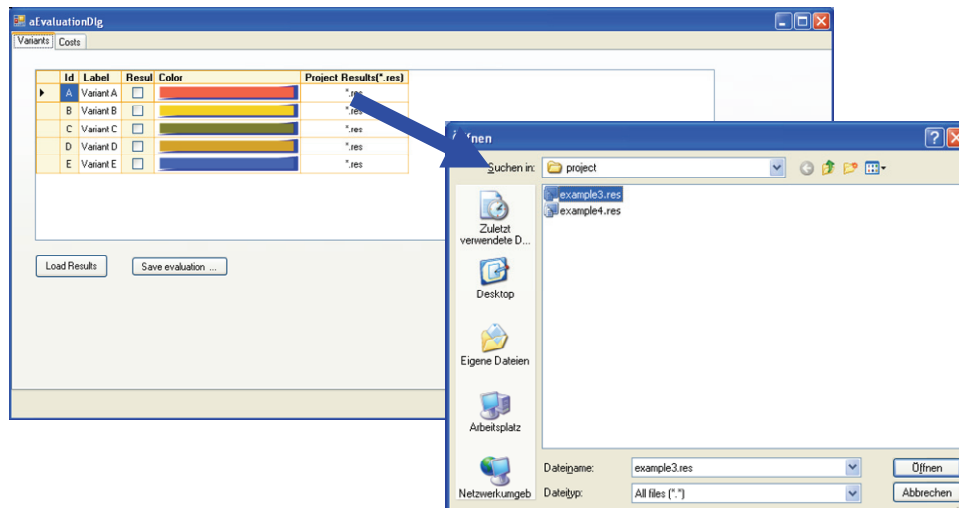 aEvaluationDlg
Variants Costs
Id Label Resul Color Project Results(*.res)
A Variant A *.res
B Variant B *.res
C Variant C *.res
D Variant D *.res
E Variant E *.res
Load Results Save evaluation ...
Suchen in: project
example3.res
example4.res
Zuletzt
verwendete D...
Desktop
Eigene Dateien
Arbeitsplatz
Netzwerkumgeb
Dateiname: example3.res Öffnen
Dateityp: All files (*.*) Abbrechen